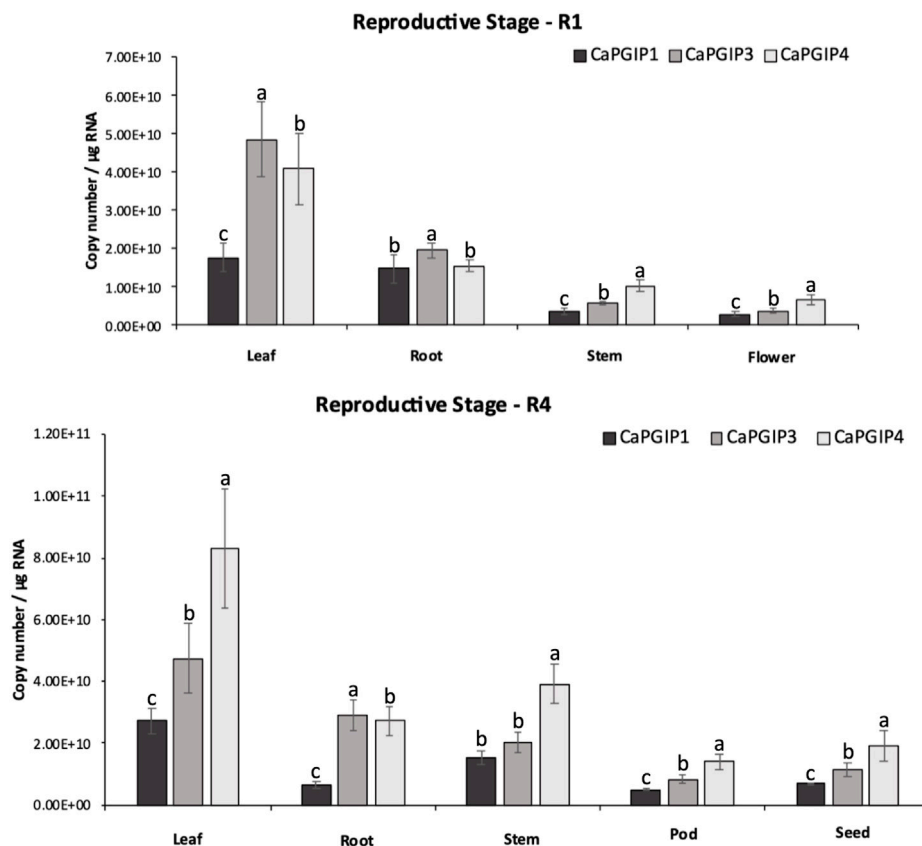 Reproductive Stage - R1
CaPGIP1 CaPGIP3 CaPGIP4
Copy number / µg RNA
7.00E+10
6.00E+10
5.00E+10
4.00E+10
3.00E+10
2.00E+10
1.00E+10
0.00E+00
c a b
b a b
c b a
c b a
Leaf Root Stem Flower
Reproductive Stage - R4
CaPGIP1 CaPGIP3 CaPGIP4
Copy number / µg RNA
1.20E+11
1.00E+11
8.00E+10
6.00E+10
4.00E+10
2.00E+10
0.00E+00
c b a
c a b
b b a
c b a
c b a
Leaf Root Stem Pod Seed